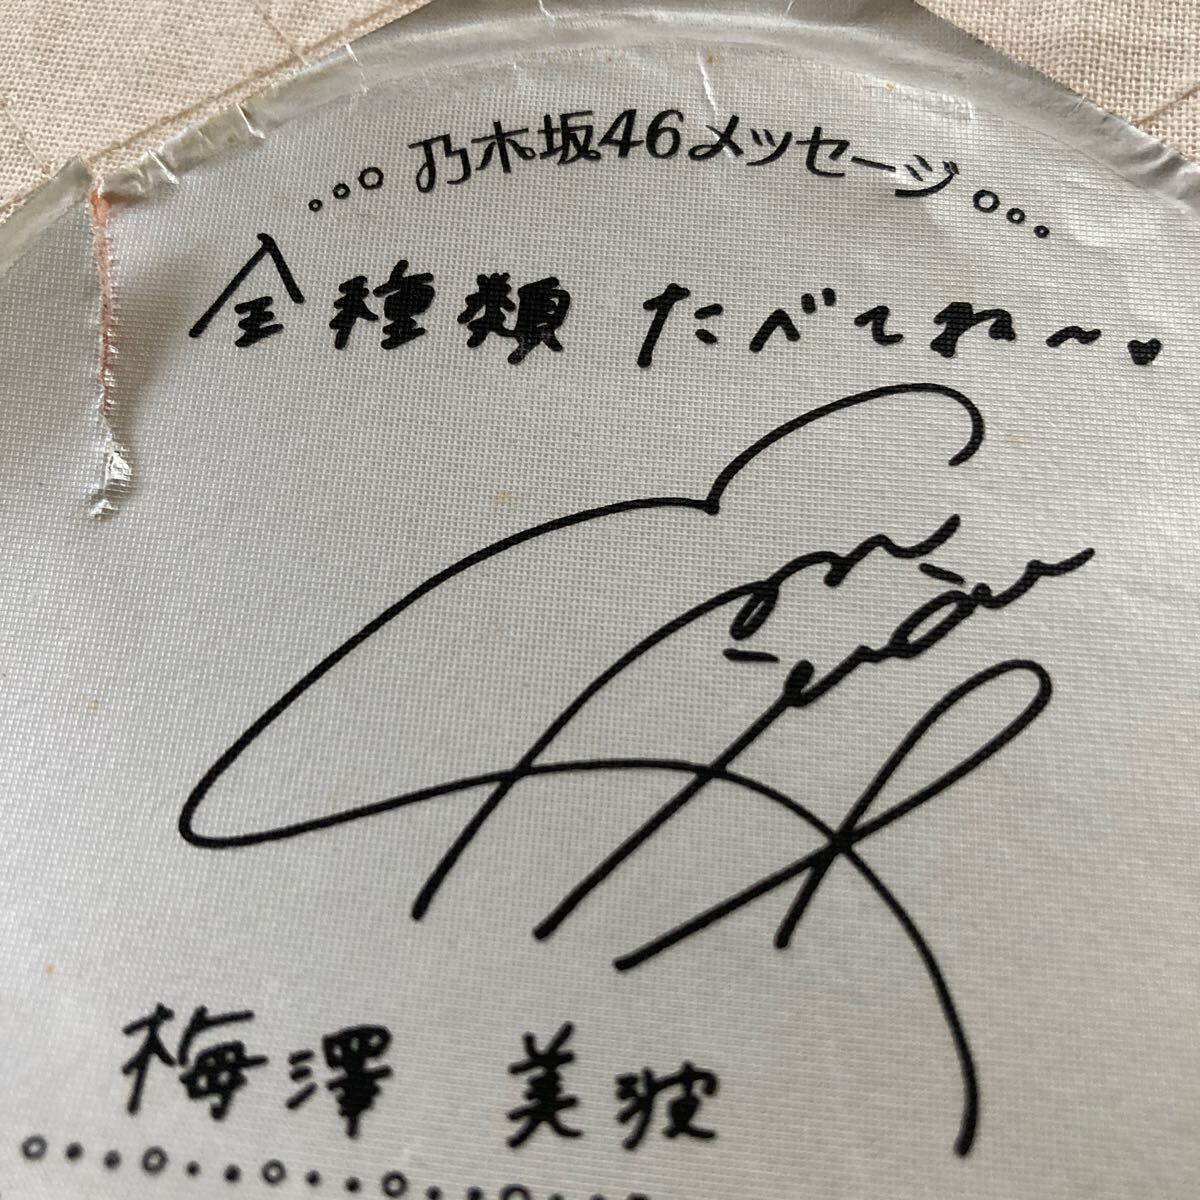 乃木坂46メッセージ
全種類 たべてね〜♥
梅澤 美波